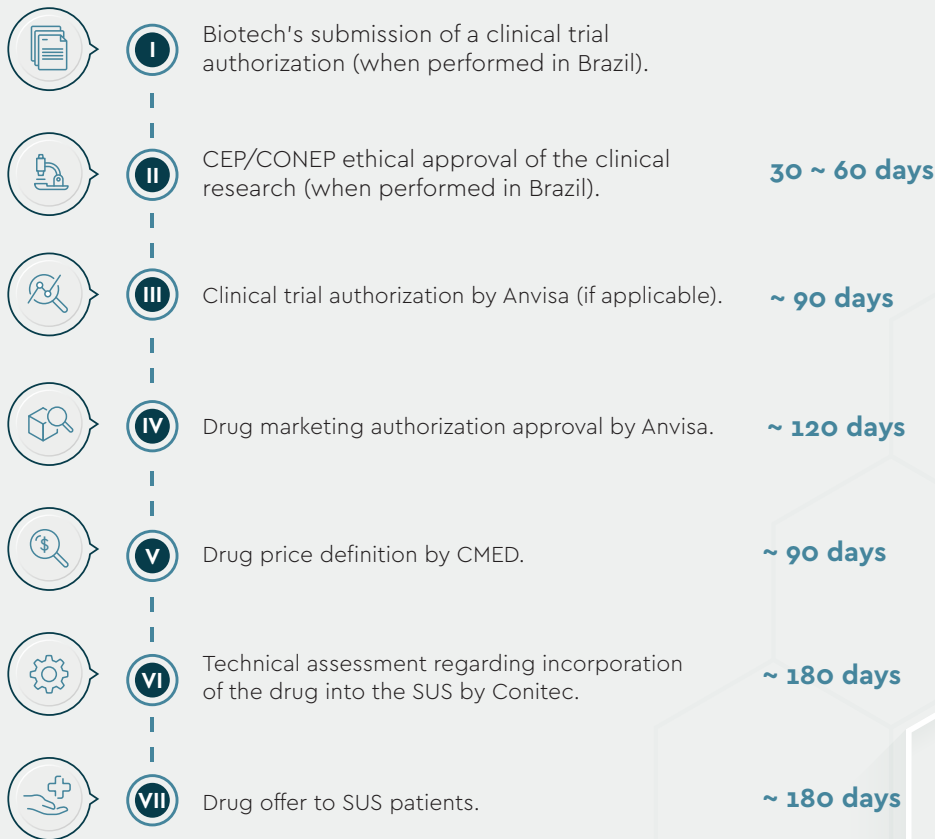 I
Biotech's submission of a clinical trial
authorization (when performed in Brazil).
II
CEP/CONEP ethical approval of the clinical
research (when performed in Brazil).
30 ~ 60 days
III
Clinical trial authorization by Anvisa (if applicable).
~ 90 days
IV
Drug marketing authorization approval by Anvisa.
~ 120 days
$
V
Drug price definition by CMED.
~ 90 days
VI
Technical assessment regarding incorporation
of the drug into the SUS by Conitec.
~ 180 days
VII
Drug offer to SUS patients.
~ 180 days